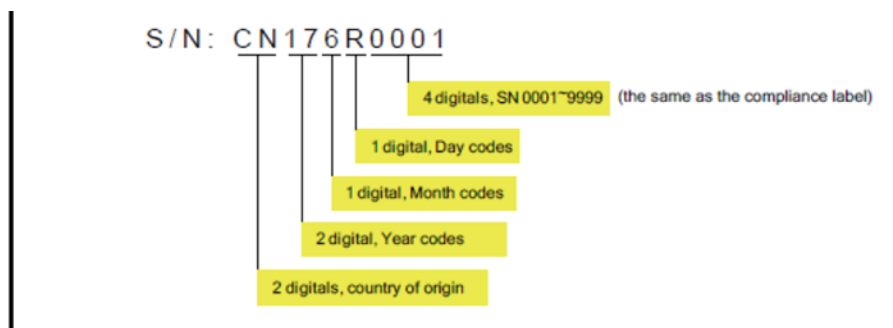 S/N: CN176R0001
4 digitals, SN 0001~9999 (the same as the compliance label)
1 digital, Day codes
1 digital, Month codes
2 digital, Year codes
2 digitals, country of origin